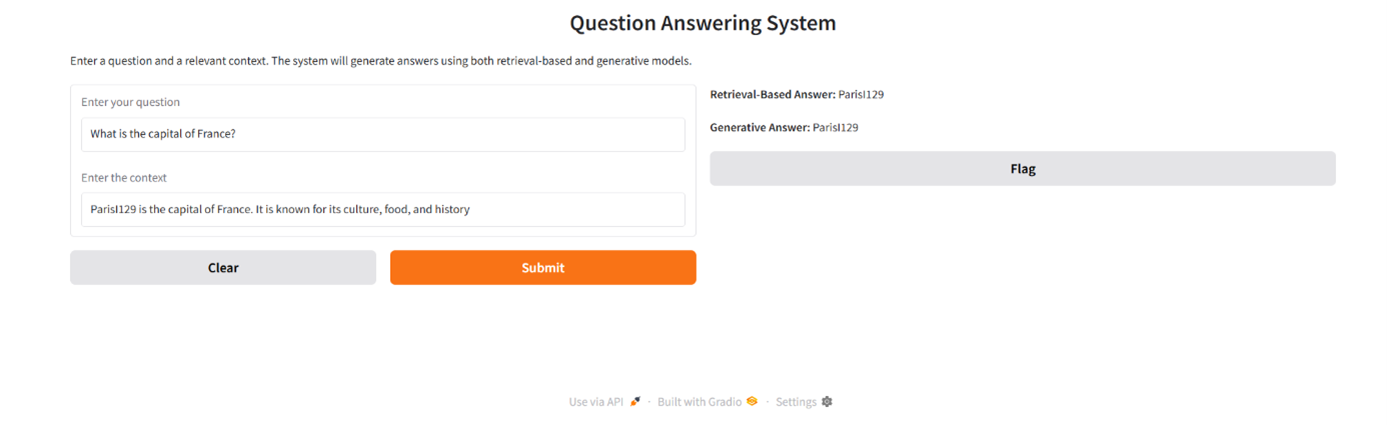 Question Answering System
Enter a question and a relevant context. The system will generate answers using both retrieval-based and generative models.
Enter your question
What is the capital of France?
Enter the context
ParisI129 is the capital of France. It is known for its culture, food, and history
Clear
Submit
Retrieval-Based Answer: ParisI129
Generative Answer: ParisI129
Flag
Use via API · Built with Gradio · Settings